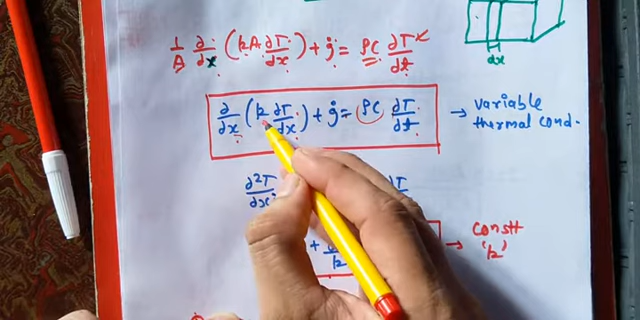 1/A ∂/∂x (kA ∂T/∂x) + ġ = ρC ∂T/∂t
dx
∂/∂x (k ∂T/∂x) + ġ = ρC ∂T/∂t → variable thermal cond.
∂²T/∂x² ∂T
+ /k → constt 'k'